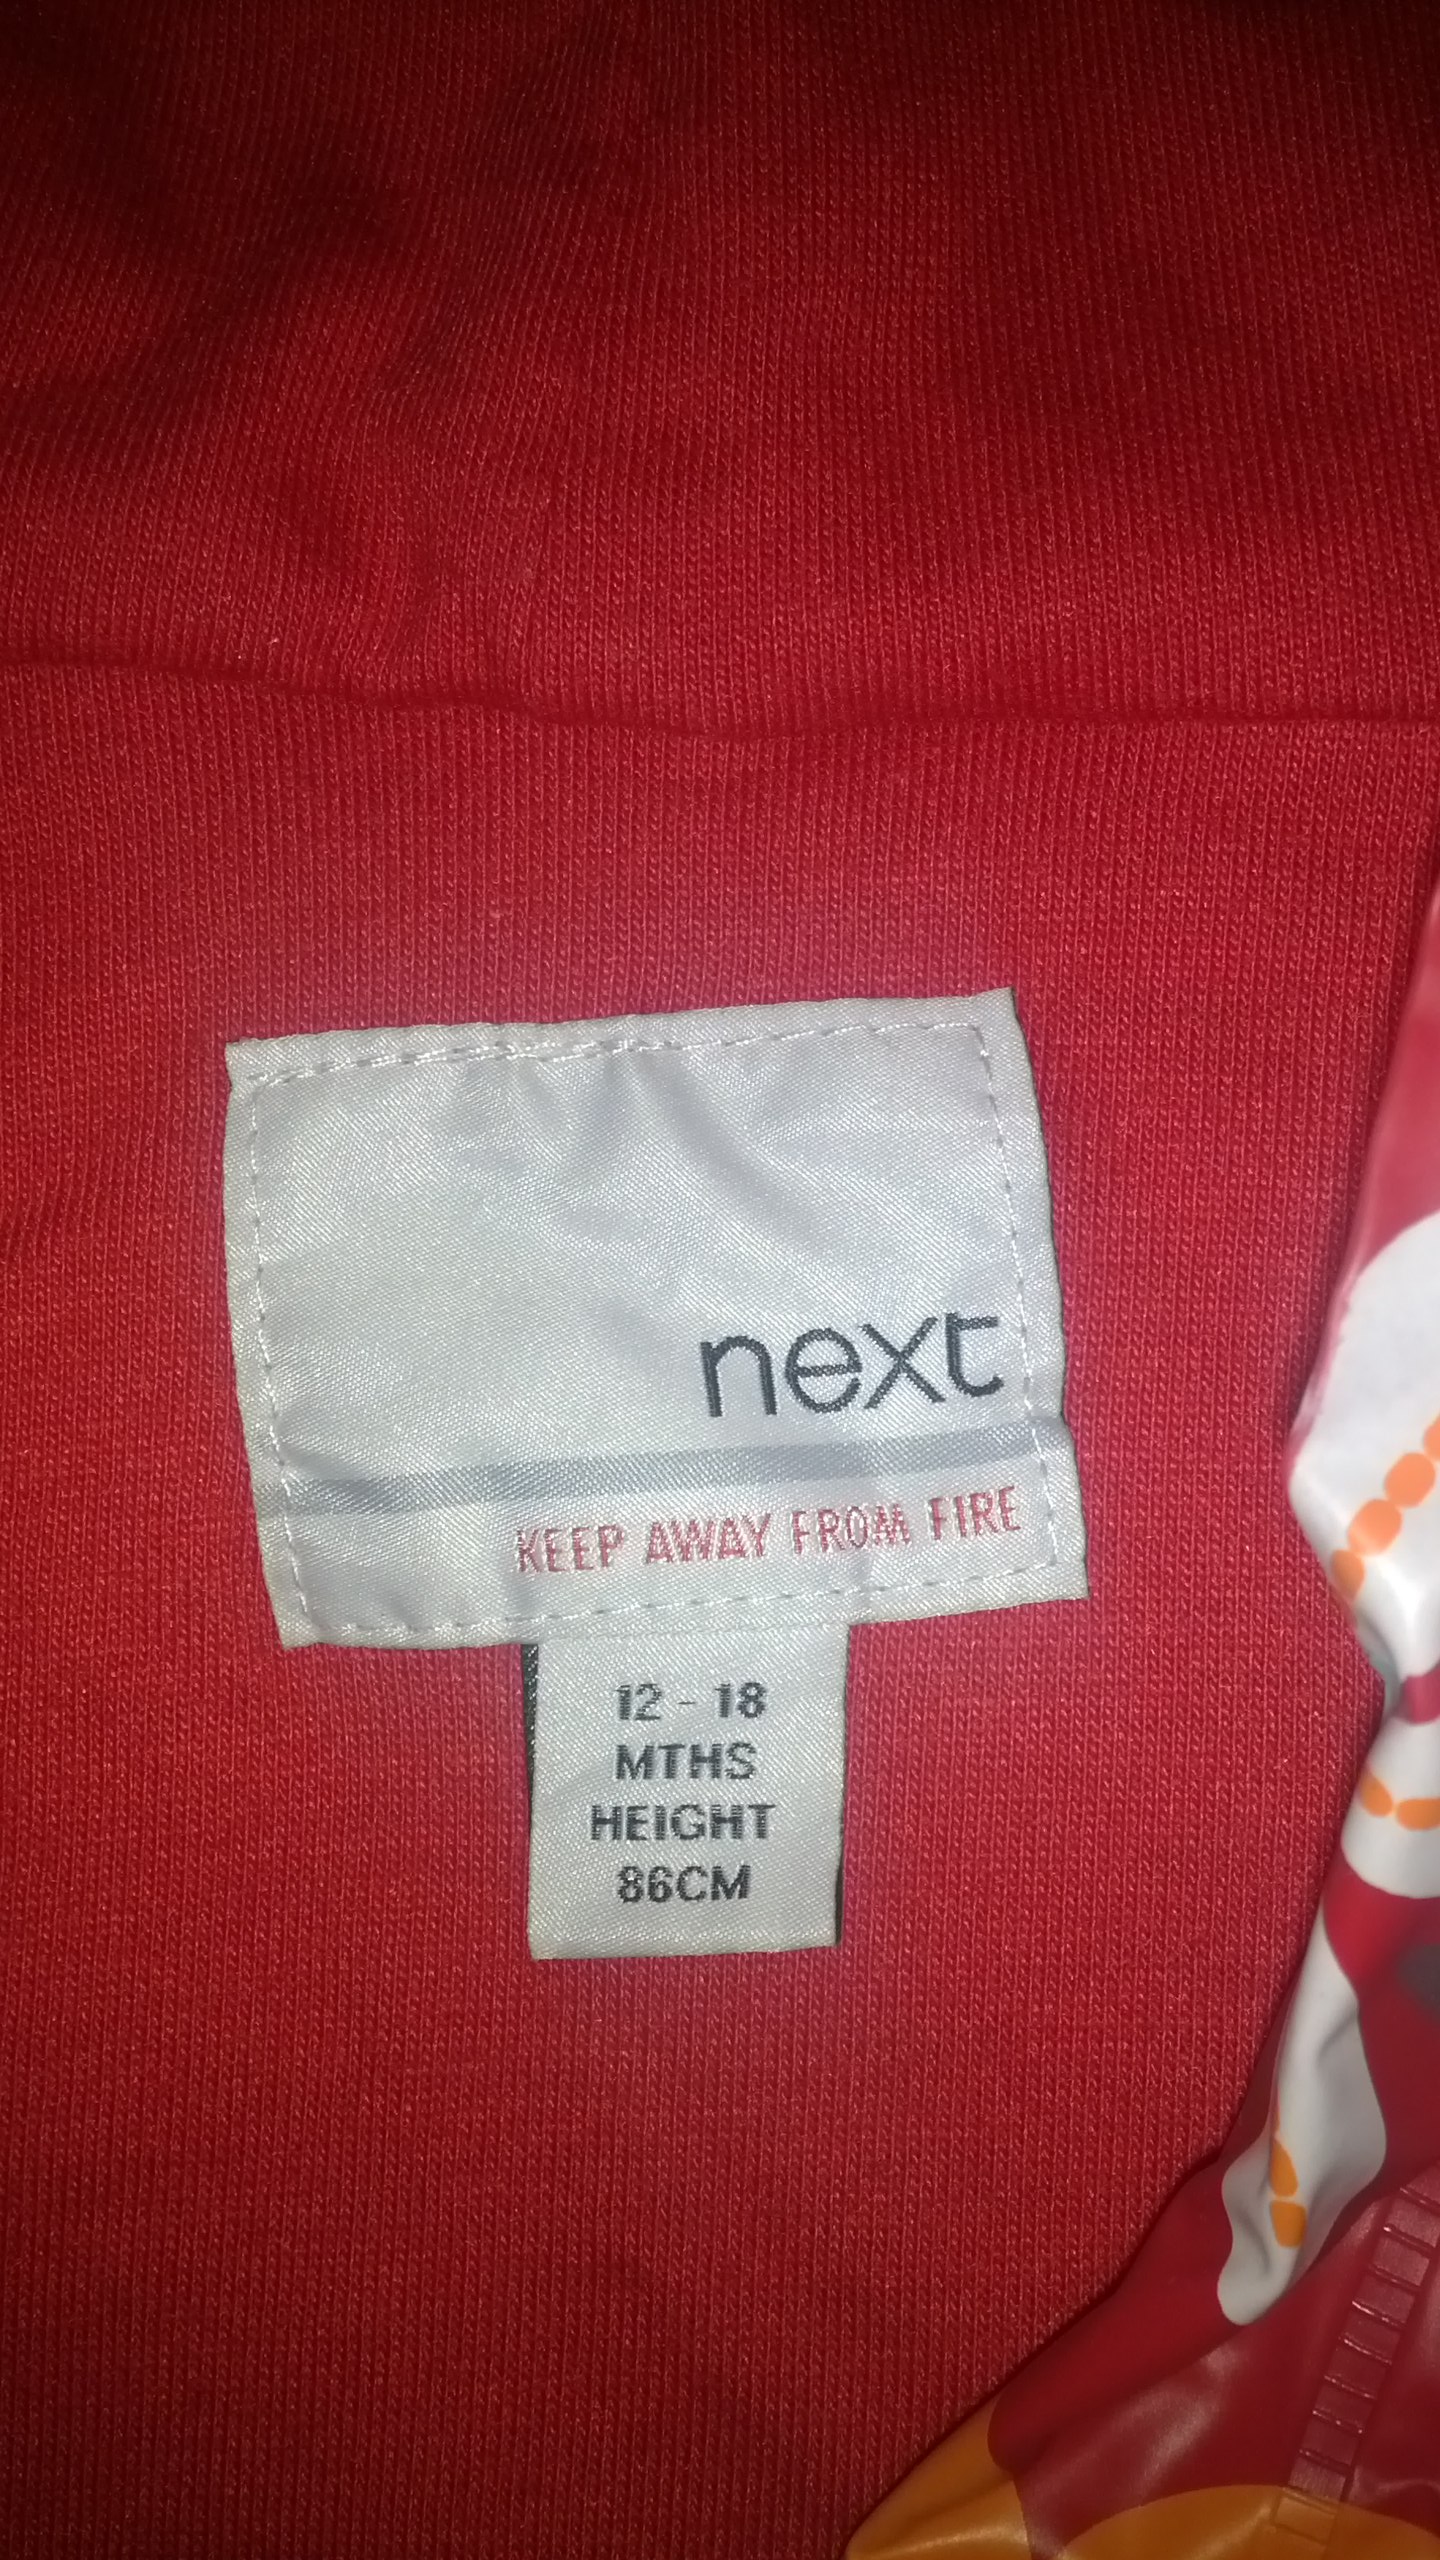 next
KEEP AWAY FROM FIRE
12 - 18
MTHS
HEIGHT
86CM